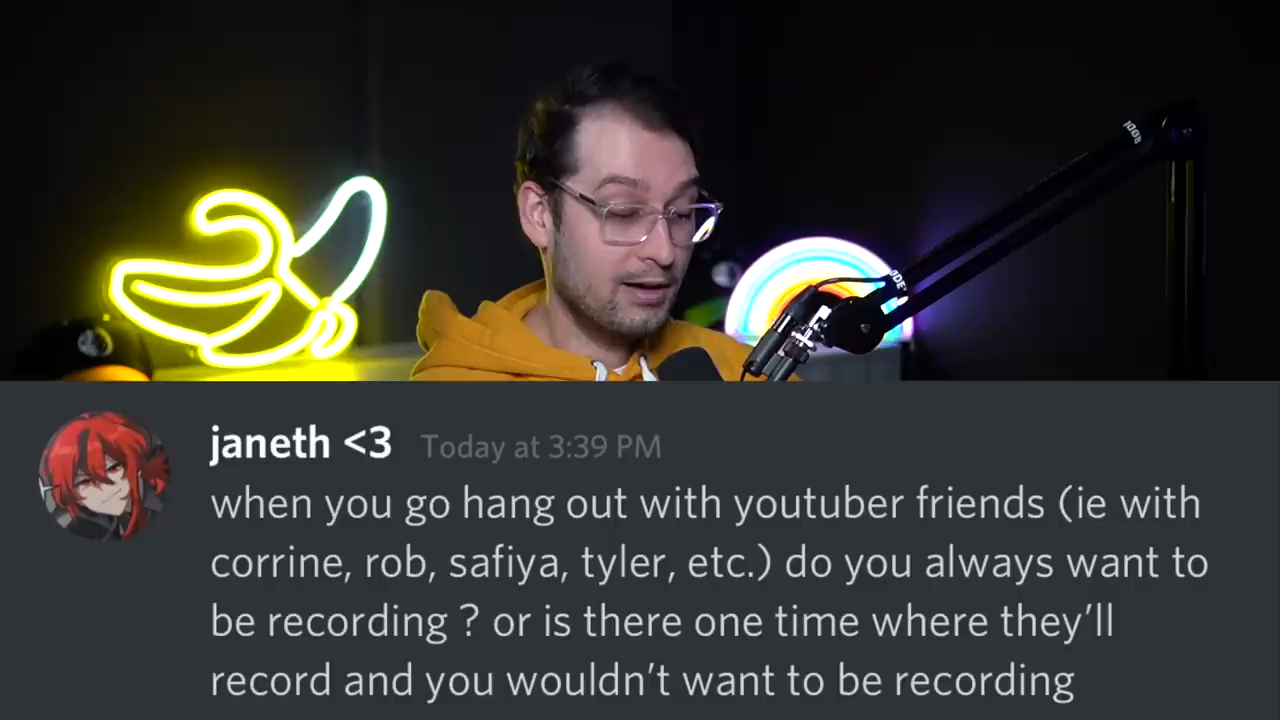 RODE
RODE
janeth <3 Today at 3:39 PM
when you go hang out with youtuber friends (ie with
corrine, rob, safiya, tyler, etc.) do you always want to
be recording ? or is there one time where they’ll
record and you wouldn’t want to be recording